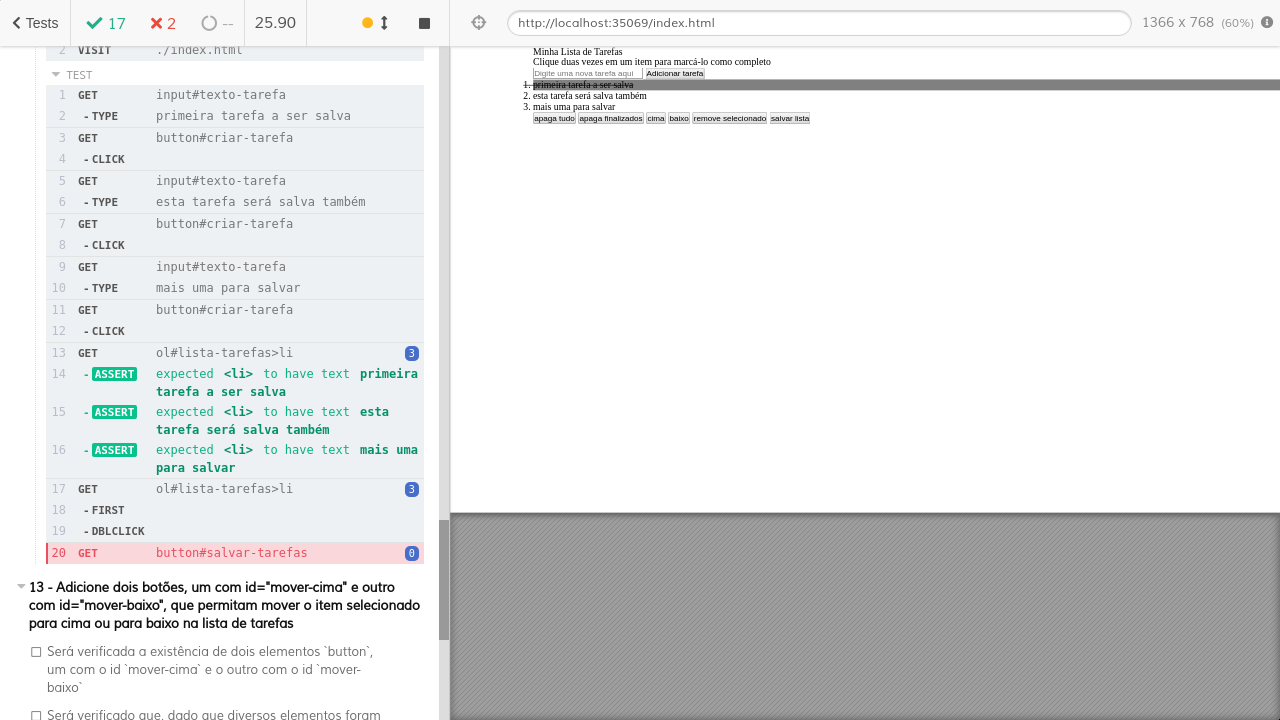 Tests
17
2
--
25.90
http://localhost:35069/index.html
1366 x 768 (60%)
2 VISIT ./index.html
TEST
1 GET input#texto-tarefa
2 -TYPE primeira tarefa a ser salva
3 GET button#criar-tarefa
4 -CLICK
5 GET input#texto-tarefa
6 -TYPE esta tarefa será salva também
7 GET button#criar-tarefa
8 -CLICK
9 GET input#texto-tarefa
10 -TYPE mais uma para salvar
11 GET button#criar-tarefa
12 -CLICK
13 GET ol#lista-tarefas>li 3
14 -ASSERT expected <li> to have text primeira
tarefa a ser salva
15 -ASSERT expected <li> to have text esta
tarefa será salva também
16 -ASSERT expected <li> to have text mais uma
para salvar
17 GET ol#lista-tarefas>li 3
18 -FIRST
19 -DBLCLICK
20 GET button#salvar-tarefas 0
13 - Adicione dois botões, um com id="mover-cima" e outro
com id="mover-baixo", que permitam mover o item selecionado
para cima ou para baixo na lista de tarefas
Será verificada a existência de dois elementos `button`,
um com o id `mover-cima` e o outro com o id `mover-
baixo`
Será verificado que, dado que diversos elementos foram
Minha Lista de Tarefas
Clique duas vezes em um item para marcá-lo como completo
Digite uma nova tarefa aqui Adicionar tarefa
1. primeira tarefa a ser salva
2. esta tarefa será salva também
3. mais uma para salvar
apaga tudo apaga finalizados cima baixo remove selecionado salvar lista